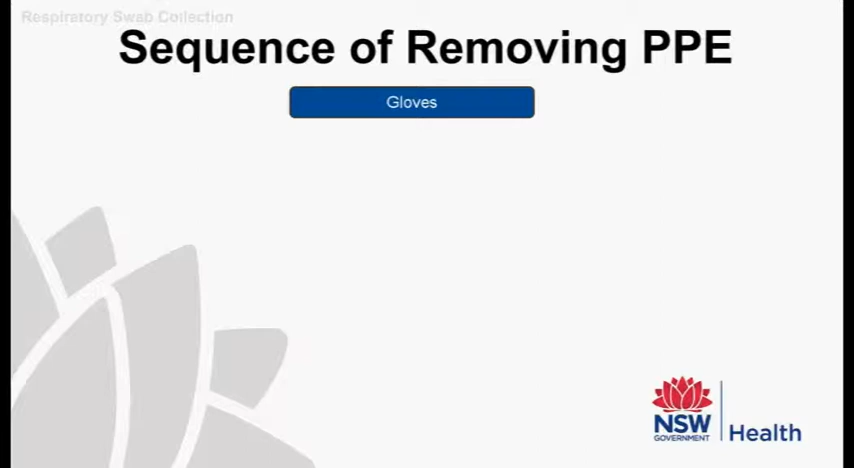 Respiratory Swab Collection
Sequence of Removing PPE
Gloves
NSW
GOVERNMENT
Health